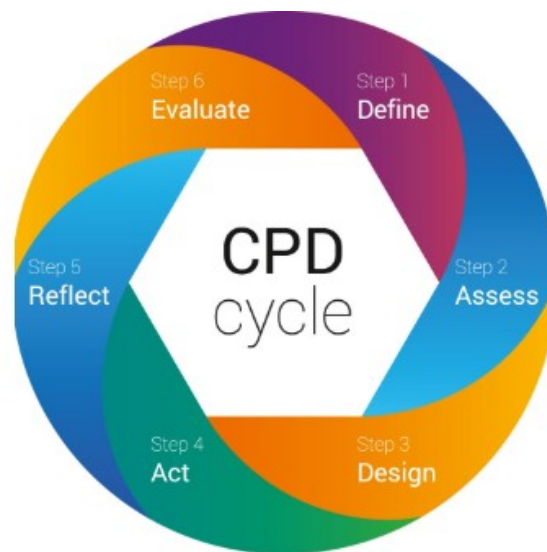 CPD
cycle
Step 1
Define
Step 2
Assess
Step 3
Design
Step 4
Act
Step 5
Reflect
Step 6
Evaluate